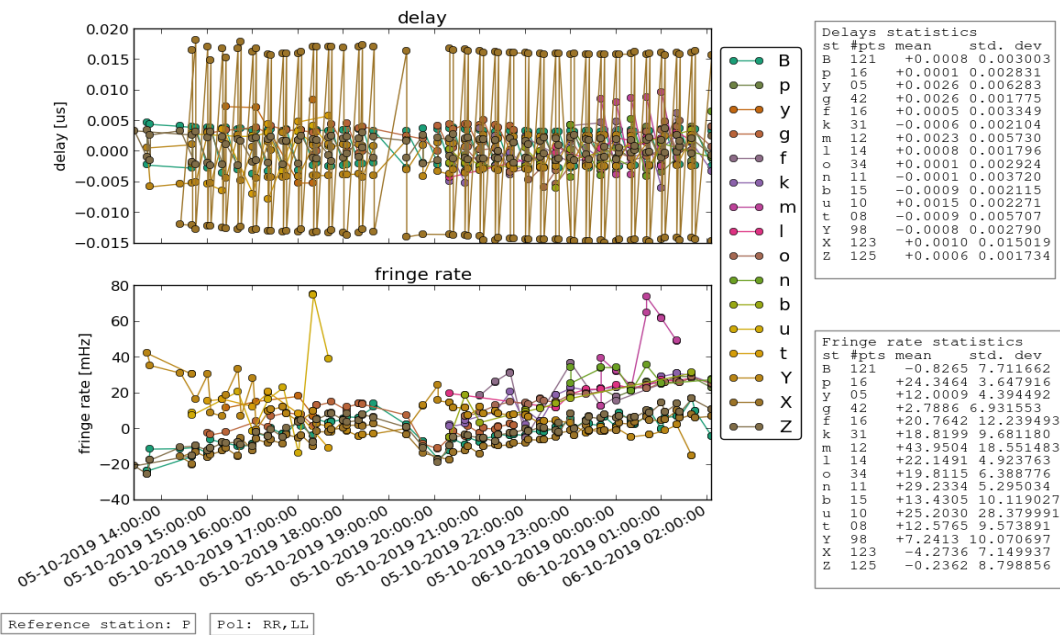 delay
0.020
0.015
0.010
0.005
0.000
−0.005
−0.010
−0.015
delay [us]
fringe rate
80
60
40
20
0
−20
−40
fringe rate [mHz]
05-10-2019 14:00:00
05-10-2019 15:00:00
05-10-2019 16:00:00
05-10-2019 17:00:00
05-10-2019 18:00:00
05-10-2019 19:00:00
05-10-2019 20:00:00
05-10-2019 21:00:00
05-10-2019 22:00:00
05-10-2019 23:00:00
06-10-2019 00:00:00
06-10-2019 01:00:00
06-10-2019 02:00:00
B
p
y
g
f
k
m
l
o
n
b
u
t
Y
X
Z
Delays statistics
st #pts mean std. dev
B 121 +0.0008 0.003003
p 16 +0.0001 0.002831
y 05 +0.0026 0.006283
g 42 +0.0026 0.001775
f 16 +0.0005 0.003349
k 31 −0.0006 0.002104
m 12 +0.0023 0.005730
l 14 +0.0008 0.001796
o 34 +0.0001 0.002924
n 11 −0.0001 0.003720
b 15 −0.0009 0.002115
u 10 +0.0015 0.002271
t 08 −0.0009 0.005707
Y 98 −0.0008 0.002790
X 123 +0.0010 0.015019
Z 125 +0.0006 0.001734
Fringe rate statistics
st #pts mean std. dev
B 121 −0.8265 7.711662
p 16 +24.3464 3.647916
y 05 +12.0009 4.394492
g 42 +2.7886 6.931553
f 16 +20.7642 12.239493
k 31 +18.8199 9.681180
m 12 +43.9504 18.551483
l 14 +22.1491 4.923763
o 34 +19.8115 6.388776
n 11 +29.2334 5.295034
b 15 +13.4305 10.119027
u 10 +25.2030 28.379991
t 08 +12.5765 9.573891
Y 98 +7.2413 10.070697
X 123 −4.2736 7.149937
Z 125 −0.2362 8.798856
Reference station: P
Pol: RR,LL